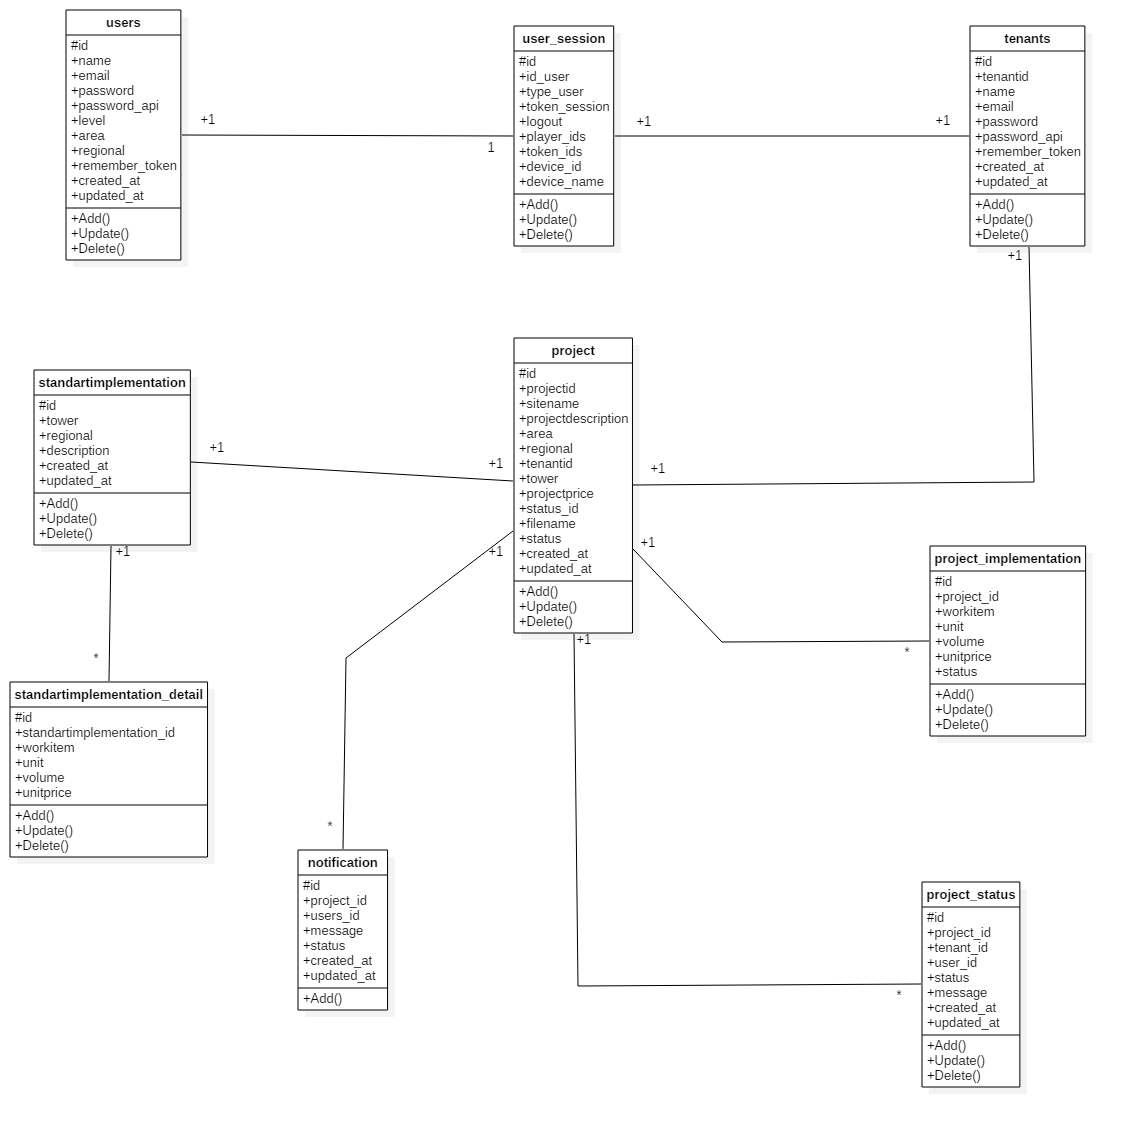 users
#id
+name
+email
+password
+password_api
+level
+area
+regional
+remember_token
+created_at
+updated_at
+Add()
+Update()
+Delete()
+1
1
user_session
#id
+id_user
+type_user
+token_session
+logout
+player_ids
+token_ids
+device_id
+device_name
+Add()
+Update()
+Delete()
+1
+1
tenants
#id
+tenantid
+name
+email
+password
+password_api
+remember_token
+created_at
+updated_at
+Add()
+Update()
+Delete()
+1
standartimplementation
#id
+tower
+regional
+description
+created_at
+updated_at
+Add()
+Update()
+Delete()
+1
+1
+1
*
project
#id
+projectid
+sitename
+projectdescription
+area
+regional
+tenantid
+tower
+projectprice
+status_id
+filename
+status
+created_at
+updated_at
+Add()
+Update()
+Delete()
+1
+1
+1
+1
*
project_implementation
#id
+project_id
+workitem
+unit
+volume
+unitprice
+status
+Add()
+Update()
+Delete()
standartimplementation_detail
#id
+standartimplementation_id
+workitem
+unit
+volume
+unitprice
+Add()
+Update()
+Delete()
*
notification
#id
+project_id
+users_id
+message
+status
+created_at
+updated_at
+Add()
*
project_status
#id
+project_id
+tenant_id
+user_id
+status
+message
+created_at
+updated_at
+Add()
+Update()
+Delete()